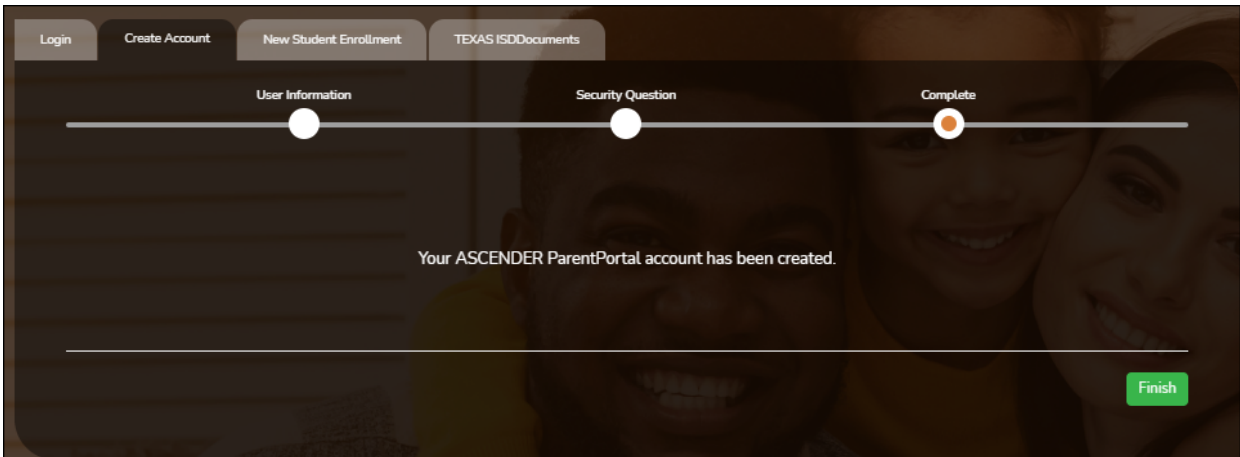 Login Create Account New Student Enrollment TEXAS ISDDocuments
User Information Security Question Complete
Your ASCENDER ParentPortal account has been created.
Finish